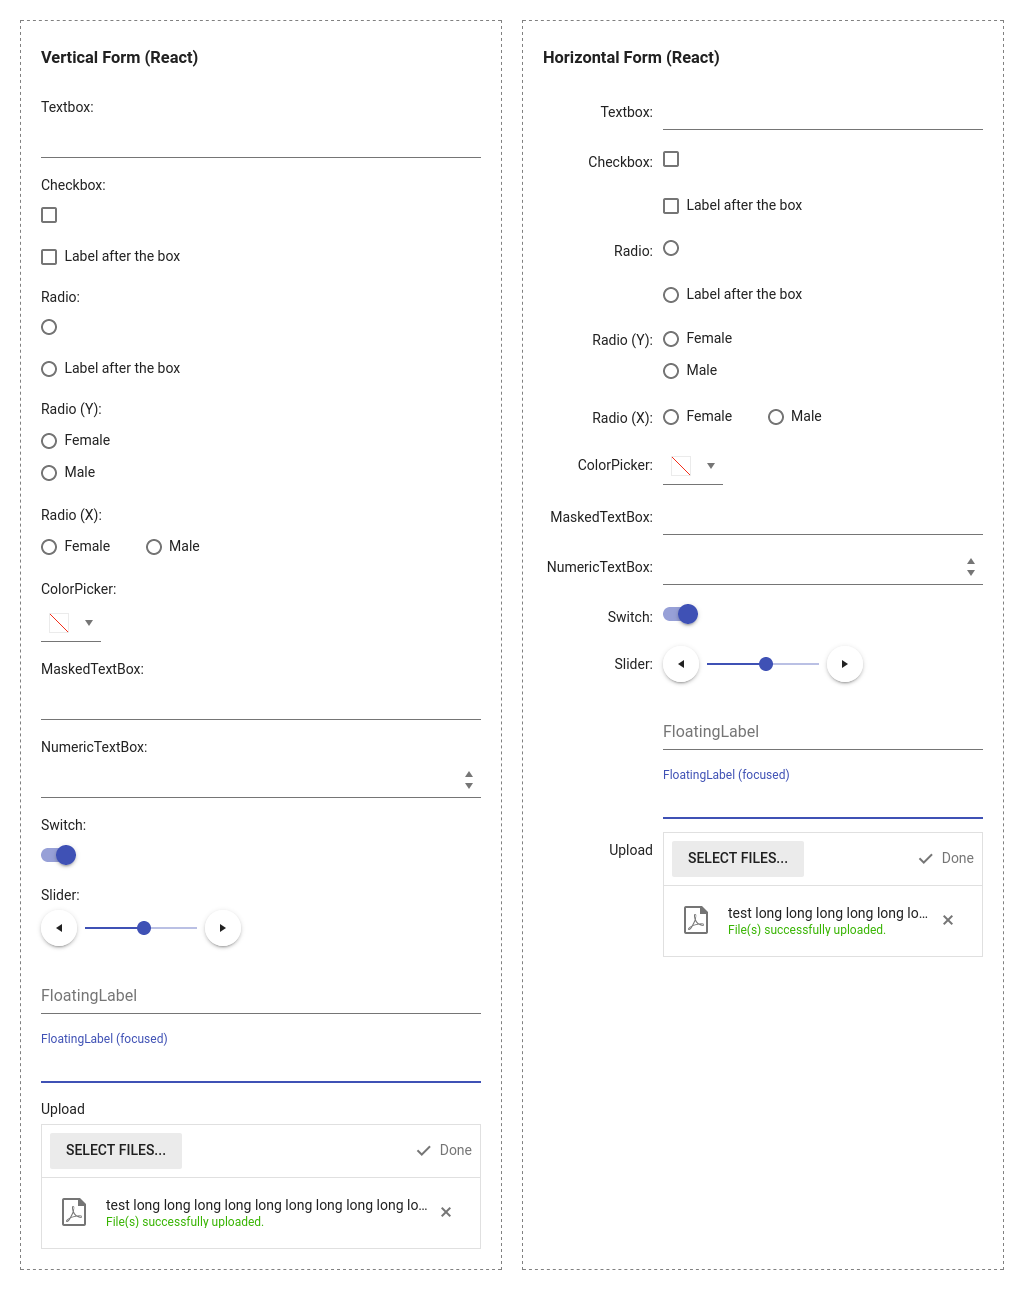 Vertical Form (React)
Textbox:
Checkbox:
Label after the box
Radio:
Label after the box
Radio (Y):
Female
Male
Radio (X):
Female Male
ColorPicker:
MaskedTextBox:
NumericTextBox:
Switch:
Slider:
FloatingLabel
FloatingLabel (focused)
Upload
SELECT FILES... Done
test long long long long long long long long long lo...
File(s) successfully uploaded.
Horizontal Form (React)
Textbox:
Checkbox:
Label after the box
Radio:
Label after the box
Radio (Y): Female
Male
Radio (X): Female Male
ColorPicker:
MaskedTextBox:
NumericTextBox:
Switch:
Slider:
FloatingLabel
FloatingLabel (focused)
Upload SELECT FILES... Done
test long long long long long lo...
File(s) successfully uploaded.